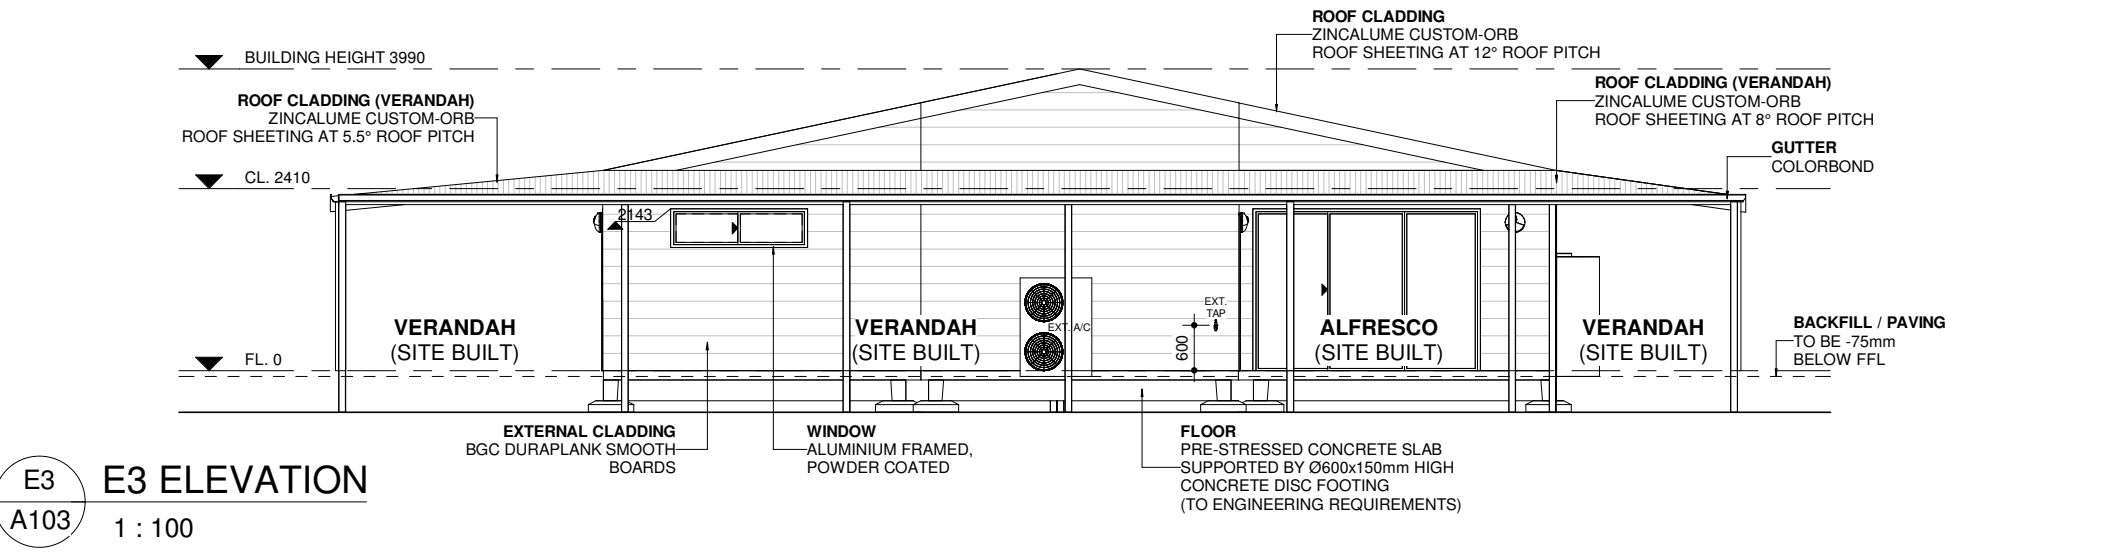 BUILDING HEIGHT 3990
ROOF CLADDING
ZINCALUME CUSTOM-ORB
ROOF SHEETING AT 12° ROOF PITCH
ROOF CLADDING (VERANDAH)
ZINCALUME CUSTOM-ORB
ROOF SHEETING AT 5.5° ROOF PITCH
ROOF CLADDING (VERANDAH)
ZINCALUME CUSTOM-ORB
ROOF SHEETING AT 8° ROOF PITCH
GUTTER
COLORBOND
CL. 2410
2143
VERANDAH
(SITE BUILT)
VERANDAH
(SITE BUILT)
EXT. A/C
EXT.
TAP
600
ALFRESCO
(SITE BUILT)
VERANDAH
(SITE BUILT)
BACKFILL / PAVING
TO BE -75mm
BELOW FFL
FL. 0
EXTERNAL CLADDING
BGC DURAPLANK SMOOTH
BOARDS
WINDOW
ALUMINIUM FRAMED,
POWDER COATED
FLOOR
PRE-STRESSED CONCRETE SLAB
SUPPORTED BY Ø600x150mm HIGH
CONCRETE DISC FOOTING
(TO ENGINEERING REQUIREMENTS)
E3
A103
E3 ELEVATION
1 : 100